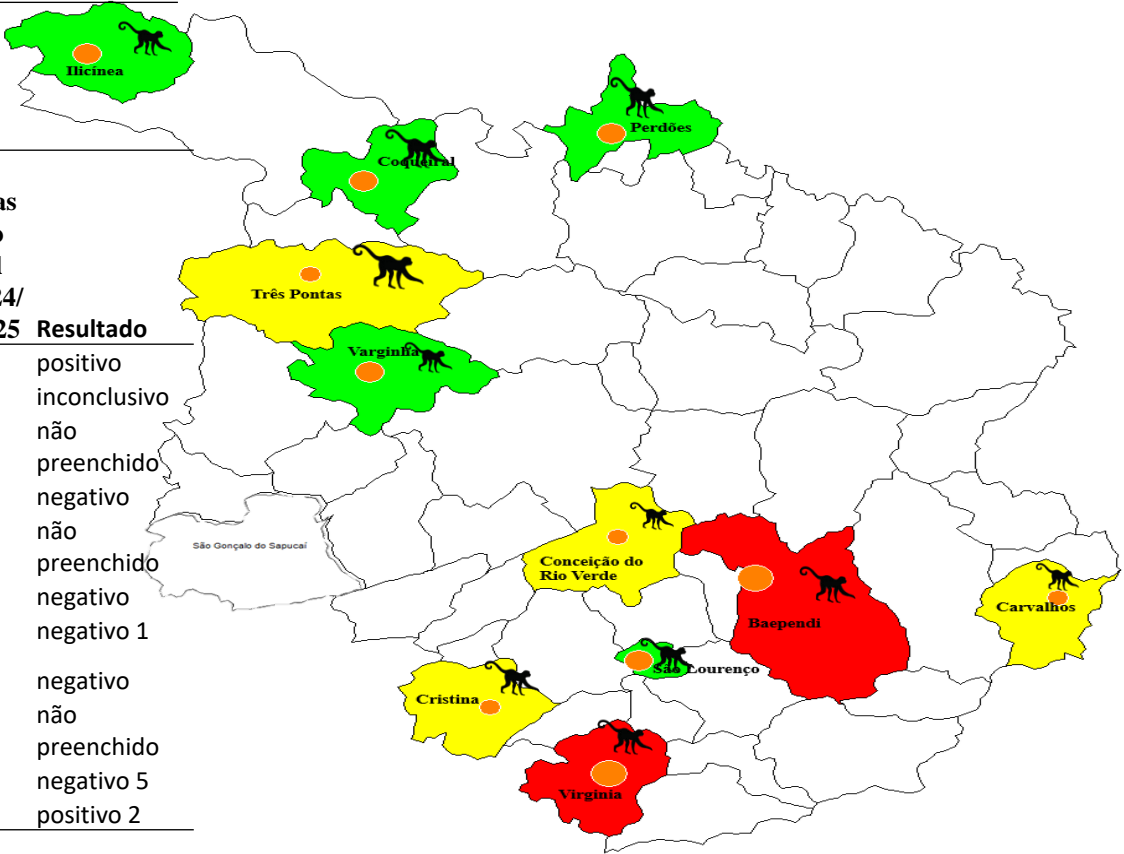 Ilicínea
Perdões
Coqueiral
as
o
24/
25 Resultado
positivo
inconclusivo
não
preenchido
negativo
não
preenchido
negativo
negativo 1
negativo
não
preenchido
negativo 5
positivo 2
Três Pontas
Varginha
São Gonçalo do Sapucaí
Conceição do
Rio Verde
Carvalhos
Baependi
São Lourenço
Cristina
Virginia